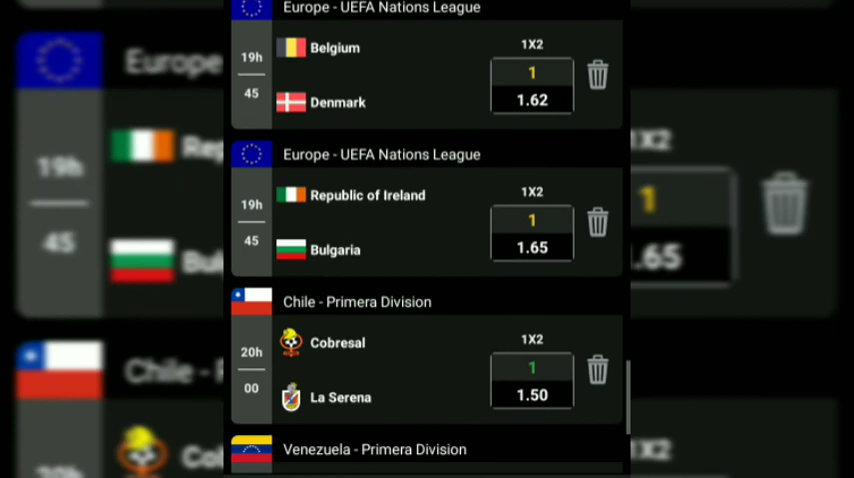 Europe - UEFA Nations League
19h
45
Belgium
Denmark
1X2
1
1.62
Europe - UEFA Nations League
19h
45
Republic of Ireland
Bulgaria
1X2
1
1.65
Chile - Primera Division
20h
00
Cobresal
La Serena
1X2
1
1.50
Venezuela - Primera Division